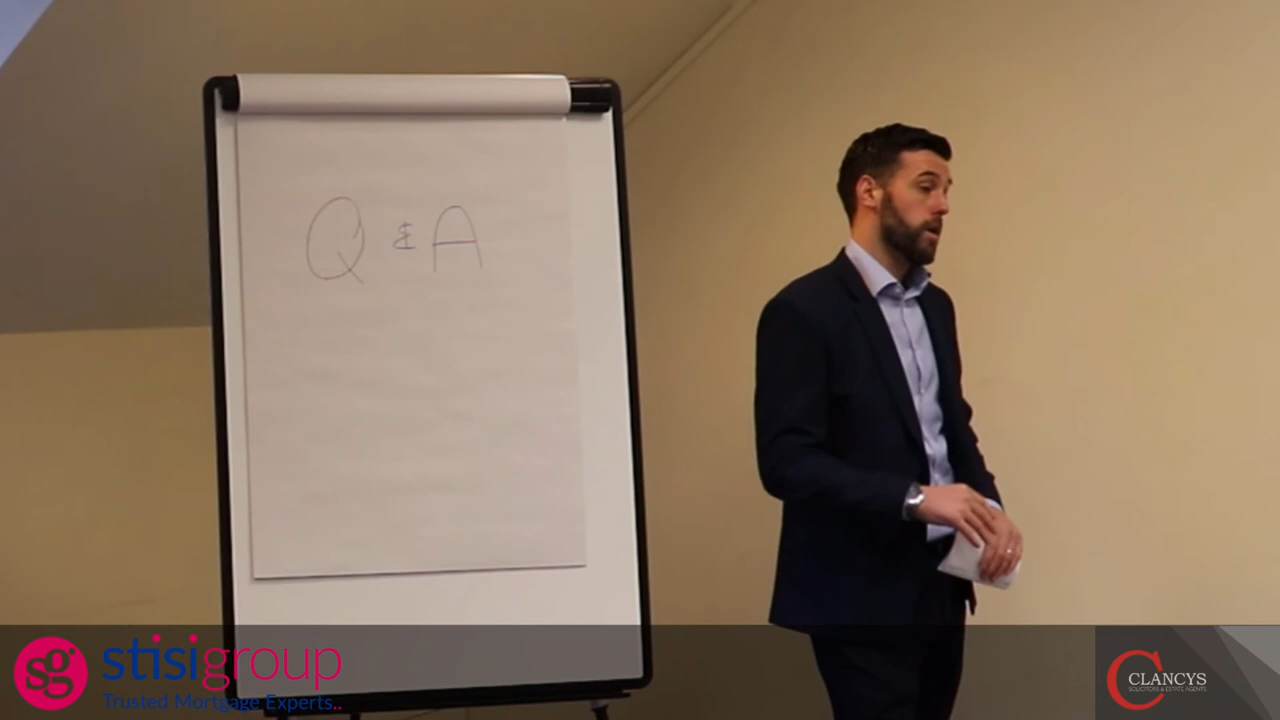 Q & A
sg stisigroup
Trusted Mortgage Experts..
CLANCYS
SOLICITORS & ESTATE AGENTS